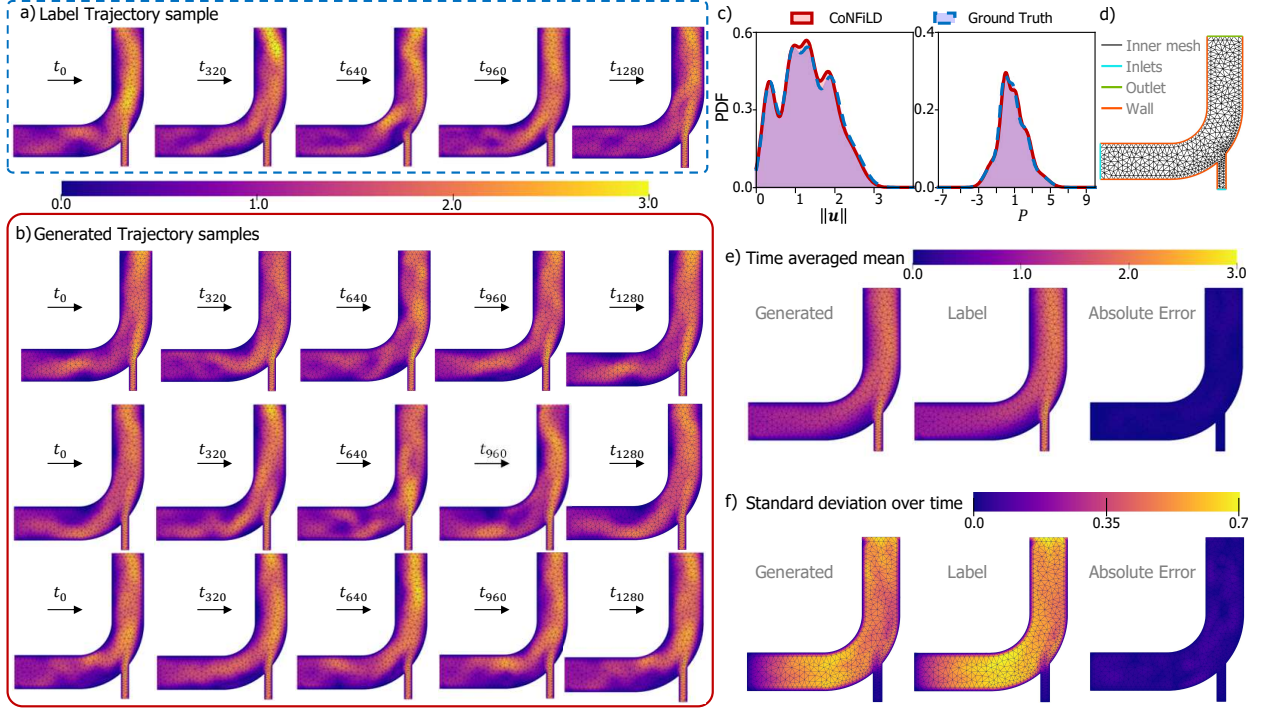 a) Label Trajectory sample
t0 t320 t640 t960 t1280
0.0 1.0 2.0 3.0
b) Generated Trajectory samples
t0 t320 t640 t960 t1280
t0 t320 t640 t960 t1280
t0 t320 t640 t960 t1280
c) CoNFiLD Ground Truth
PDF
0.6
0.3
0.0
0 1 2 3
‖u‖
0.4
0.2
0.0
-7 -3 1 5 9
P
d)
Inner mesh
Inlets
Outlet
Wall
e) Time averaged mean
0.0 1.0 2.0 3.0
Generated Label Absolute Error
f) Standard deviation over time
0.0 0.35 0.7
Generated Label Absolute Error